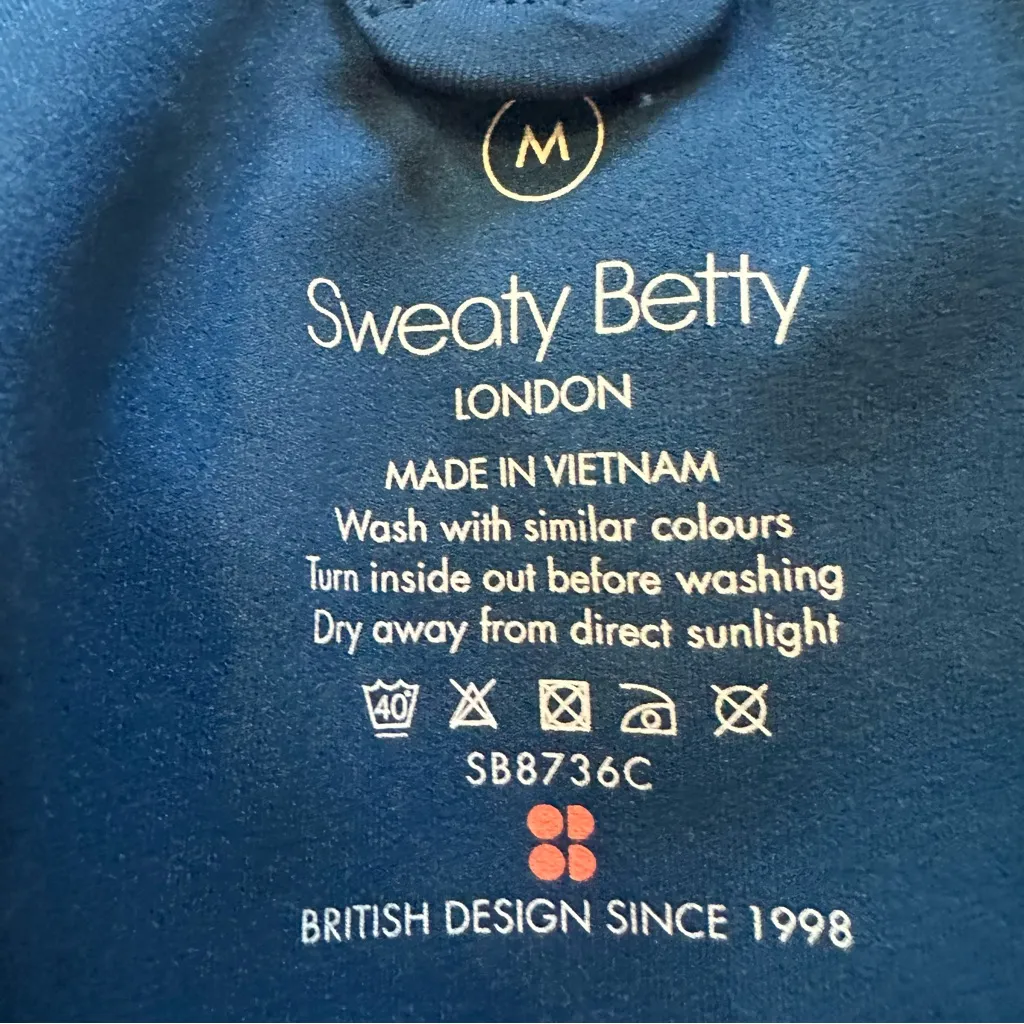 M
Sweaty Betty
LONDON
MADE IN VIETNAM
Wash with similar colours
Turn inside out before washing
Dry away from direct sunlight
40°
SB8736C
BRITISH DESIGN SINCE 1998